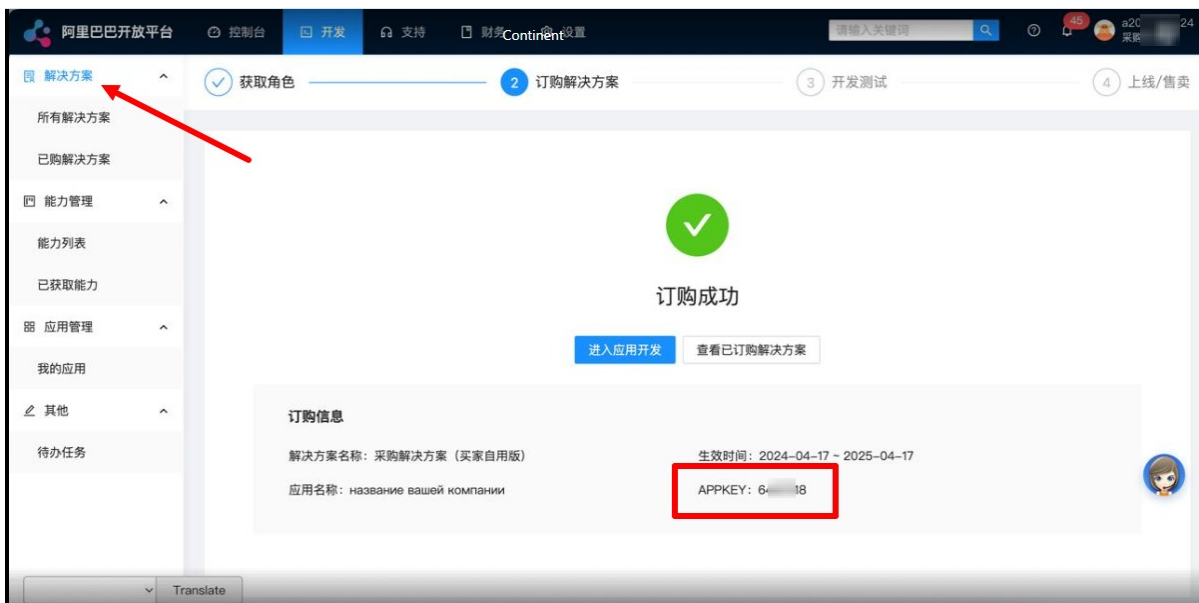 阿里巴巴开放平台 控制台 开发 支持 财务 Continent 设置 请输入关键词 45 a20 24
采购
解决方案
获取角色 2 订购解决方案 3 开发测试 4 上线/售卖
所有解决方案
已购解决方案
能力管理
能力列表
已获取能力
应用管理
我的应用
其他
待办任务
订购成功
进入应用开发 查看已订购解决方案
订购信息
解决方案名称：采购解决方案（买家自用版） 生效时间：2024-04-17 ~ 2025-04-17
应用名称：название вашей компании APPKEY：64 18
Translate